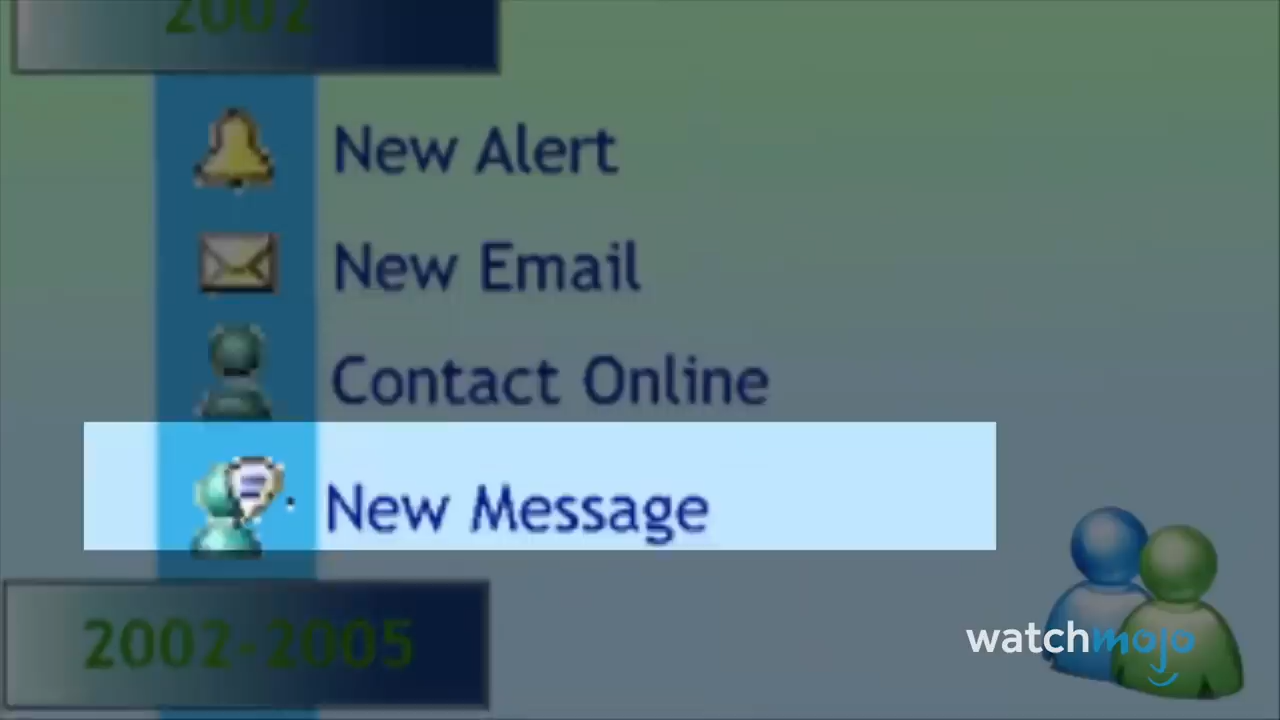 2002
New Alert
New Email
Contact Online
New Message
2002-2005
watchmojo